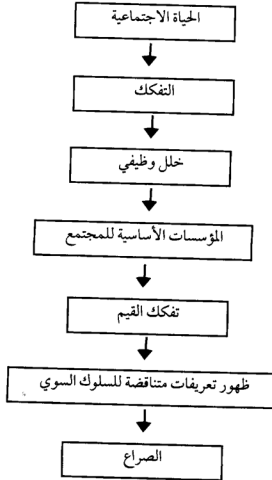 الحياة الاجتماعية
التفكك
خلل وظيفي
المؤسسات الأساسية للمجتمع
تفكك القيم
ظهور تعريفات متناقضة للسلوك السوي
الصراع